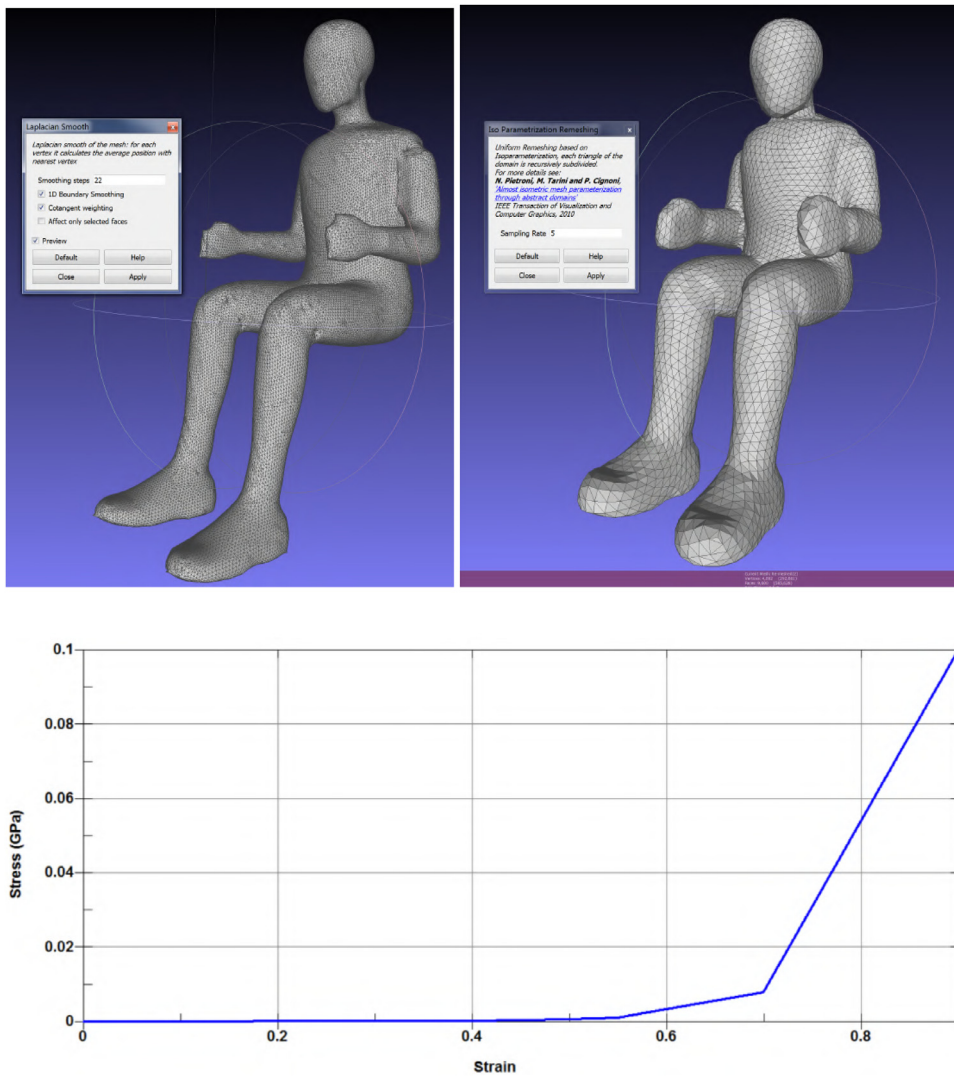 Laplacian Smooth
Laplacian smooth of the mesh: for each
vertex it calculates the average position with
nearest vertex
Smoothing steps 22
1D Boundary Smoothing
Cotangent weighting
Affect only selected faces
Preview
Default Help
Close Apply
Iso Parametrization Remeshing
Uniform Remeshing based on
Isoparameterization, each triangle of the
domain is recursively subdivided.
For more details see:
N. Pietroni, M. Tarini and P. Cignoni,
'Almost isometric mesh parameterization
through abstract domains'
IEEE Transaction of Visualization and
Computer Graphics, 2010
Sampling Rate 5
Default Help
Close Apply
0.1
0.08
0.06
0.04
0.02
0
Stress (GPa)
0 0.2 0.4 0.6 0.8
Strain